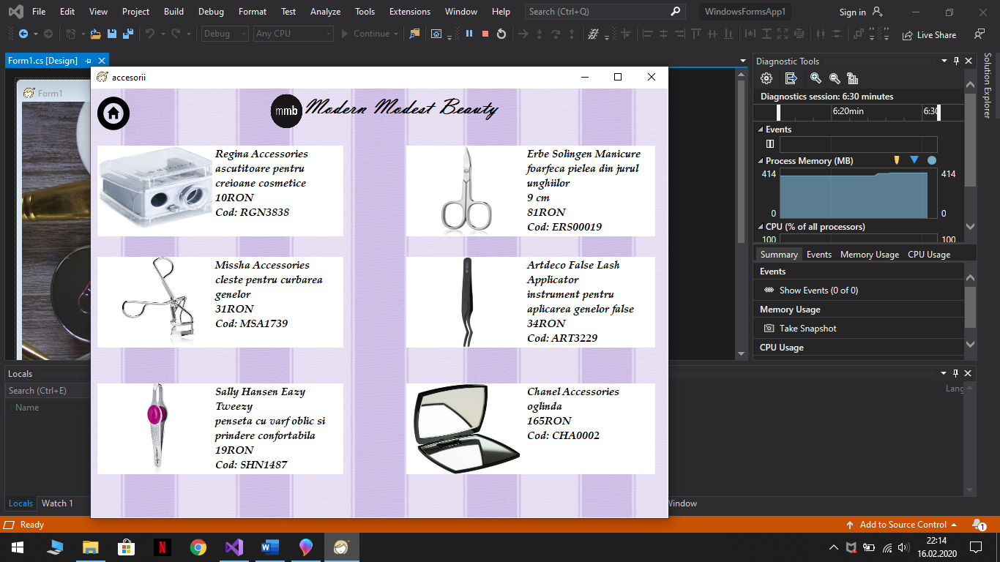 File Edit View Project Build Debug Format Test Analyze Tools Extensions Window Help Search (Ctrl+Q) WindowsFormsApp1 Sign in
Debug Any CPU Continue Live Share
Form1.cs [Design]
Form1
accesorii
mmb Modern Modest Beauty
Regina Accessories
ascutitoare pentru
creioane cosmetice
10RON
Cod: RGN3838
Erbe Solingen Manicure
foarfeca pielea din jurul
unghiilor
9 cm
81RON
Cod: ERS00019
Missha Accessories
cleste pentru curbarea
genelor
31RON
Cod: MSA1739
Artdeco False Lash
Applicator
instrument pentru
aplicarea genelor false
34RON
Cod: ART3229
Sally Hansen Eazy
Tweezy
penseta cu varf oblic si
prindere confortabila
19RON
Cod: SHN1487
Chanel Accessories
oglinda
165RON
Cod: CHA0002
Diagnostic Tools
Diagnostics session: 6:30 minutes
6:20min 6:30
Events
Process Memory (MB)
414 414
0 0
CPU (% of all processors)
100 100
Summary Events Memory Usage CPU Usage
Events
Show Events (0 of 0)
Memory Usage
Take Snapshot
CPU Usage
Solution Explorer
Locals
Search (Ctrl+E)
Name
Lang
Locals Watch 1 Window
Ready Add to Source Control 1
N W
22:14
16.02.2020